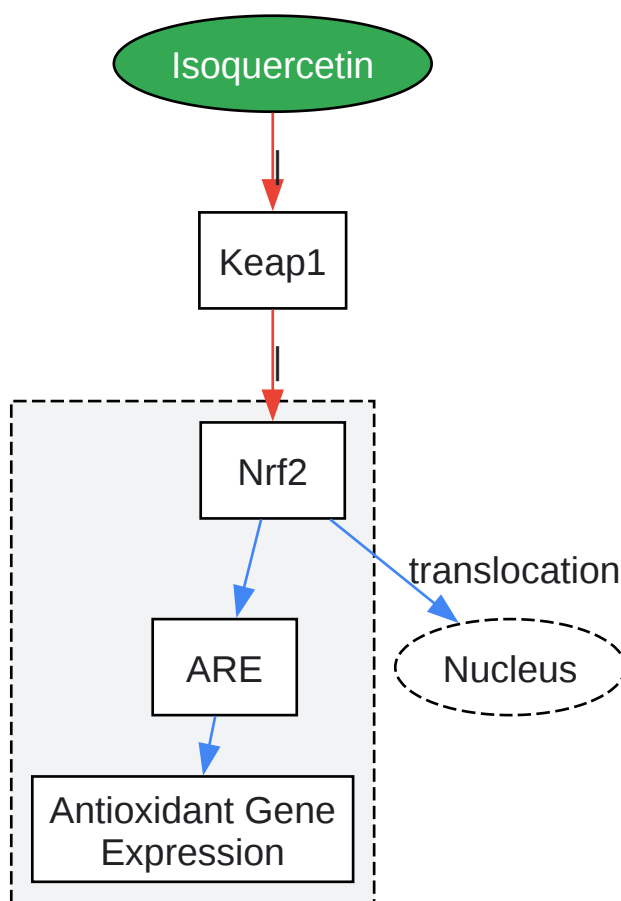 Isoquercetin
|
Keap1
|
Nrf2
translocation
ARE
Nucleus
Antioxidant Gene
Expression